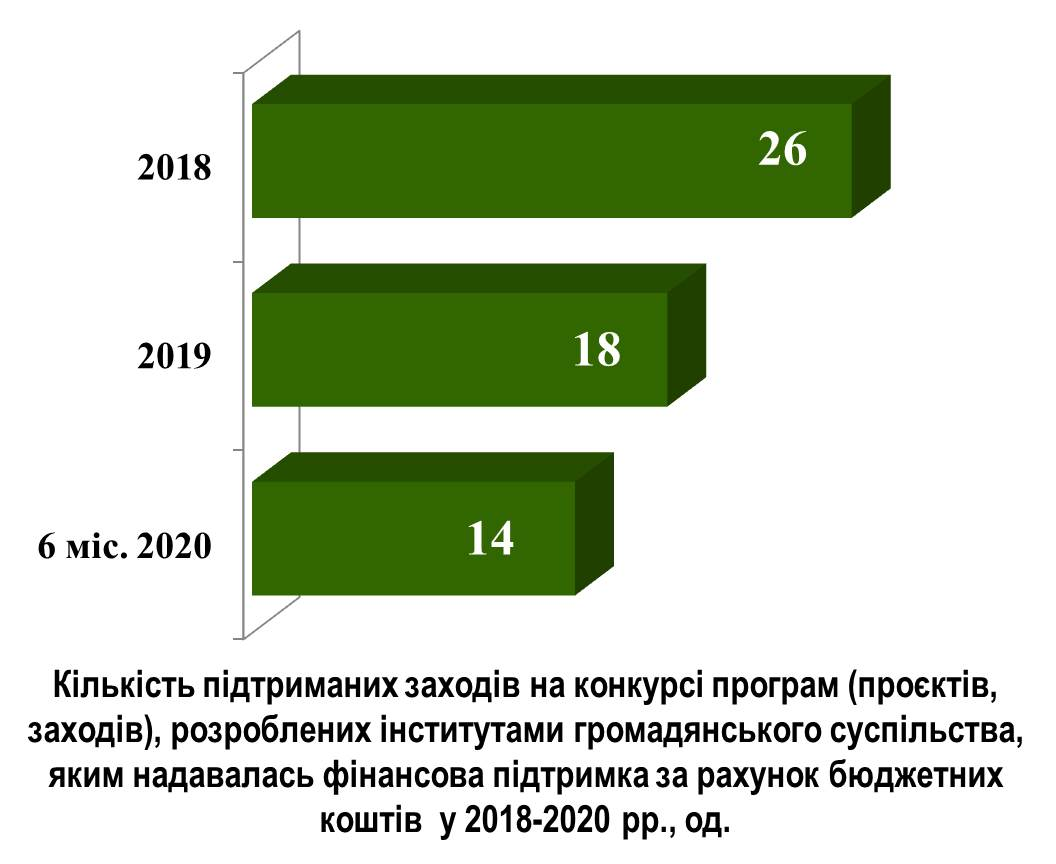 2018
26
2019
18
6 міс. 2020
14
Кількість підтриманих заходів на конкурсі програм (проєктів,
заходів), розроблених інститутами громадянського суспільства,
яким надавалась фінансова підтримка за рахунок бюджетних
коштів у 2018-2020 рр., од.